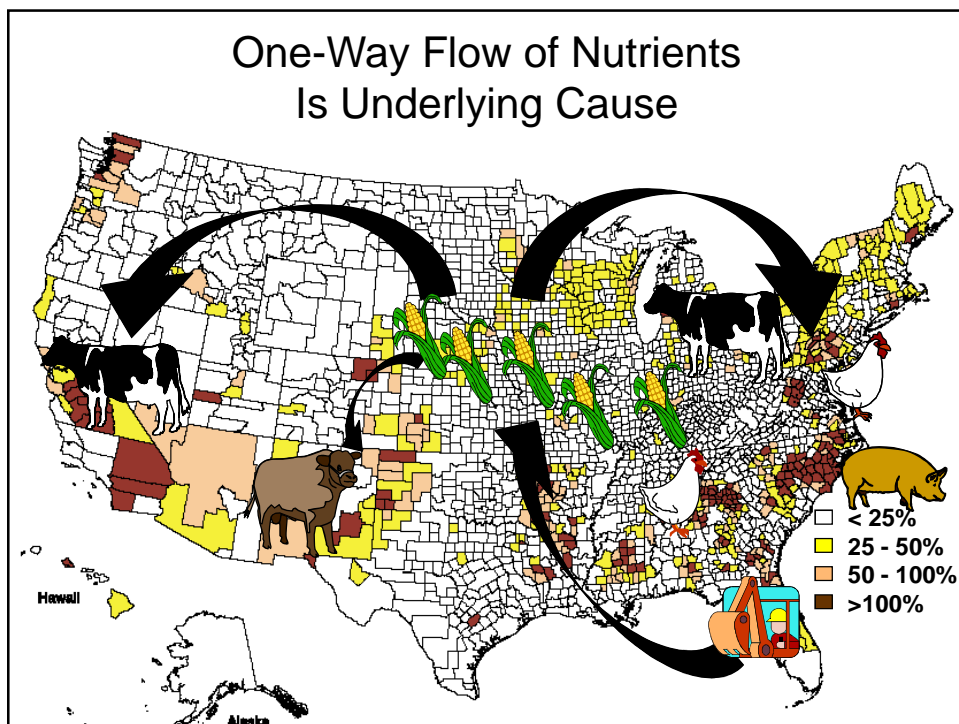 One-Way Flow of Nutrients
Is Underlying Cause
< 25%
25 - 50%
50 - 100%
>100%
Hawaii
Alaska